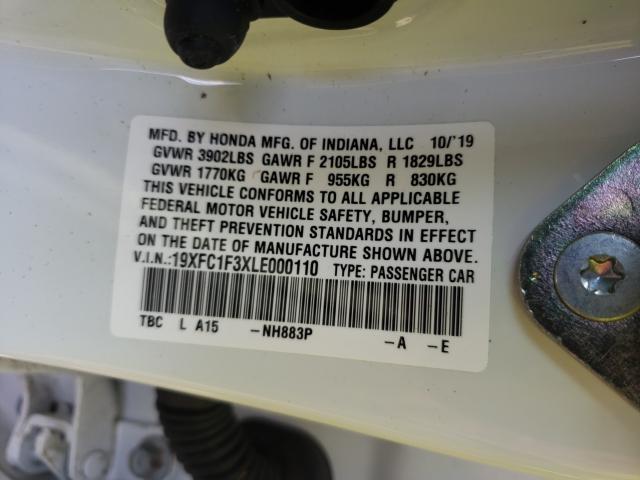 MFD. BY HONDA MFG. OF INDIANA, LLC 10/'19
GVWR 3902LBS GAWR F 2105LBS R 1829LBS
GVWR 1770KG GAWR F 955KG R 830KG
THIS VEHICLE CONFORMS TO ALL APPLICABLE
FEDERAL MOTOR VEHICLE SAFETY, BUMPER,
AND THEFT PREVENTION STANDARDS IN EFFECT
ON THE DATE OF MANUFACTURE SHOWN ABOVE.
V.I.N.:19XFC1F3XLE000110 TYPE: PASSENGER CAR
TBC L A15 -NH883P -A -E